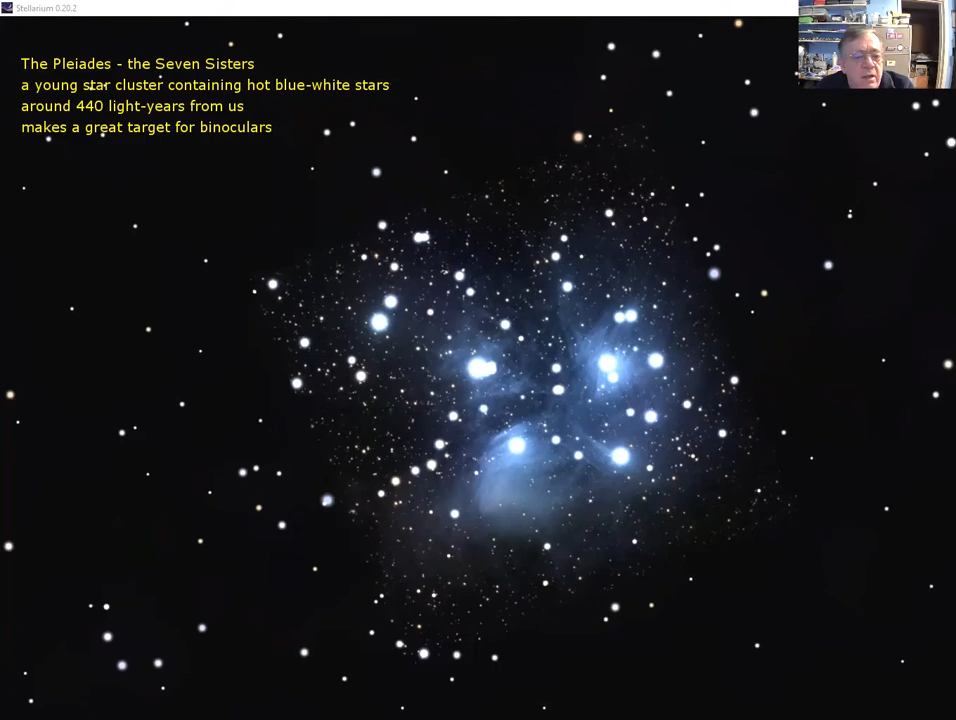 Stellarium 0.20.2
The Pleiades - the Seven Sisters
a young star cluster containing hot blue-white stars
around 440 light-years from us
makes a great target for binoculars